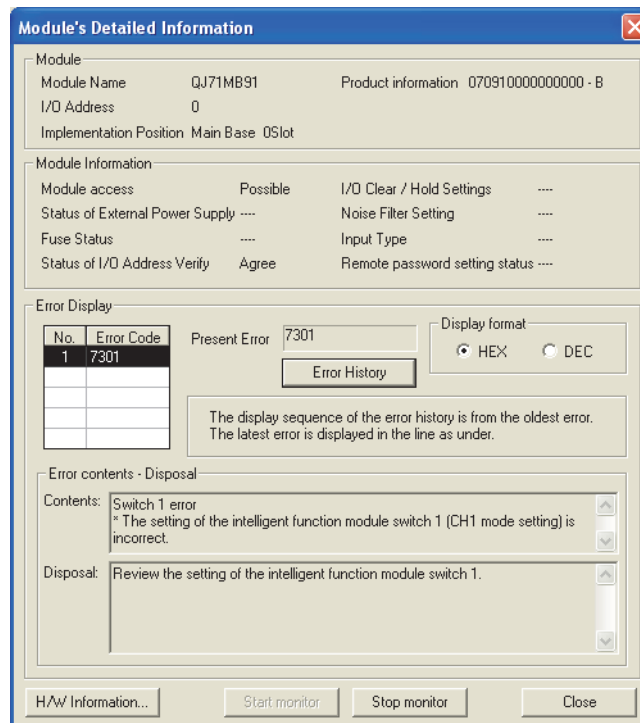 Module's Detailed Information
Module
Module Name QJ71MB91 Product information 070910000000000 - B
I/O Address 0
Implementation Position Main Base 0Slot
Module Information
Module access Possible I/O Clear / Hold Settings ----
Status of External Power Supply ---- Noise Filter Setting ----
Fuse Status ---- Input Type ----
Status of I/O Address Verify Agree Remote password setting status ----
Error Display
No. Error Code
1 7301
Present Error 7301
Error History
Display format
HEX DEC
The display sequence of the error history is from the oldest error.
The latest error is displayed in the line as under.
Error contents - Disposal
Contents: Switch 1 error
* The setting of the intelligent function module switch 1 (CH1 mode setting) is
incorrect.
Disposal: Review the setting of the intelligent function module switch 1.
H/W Information... Start monitor Stop monitor Close